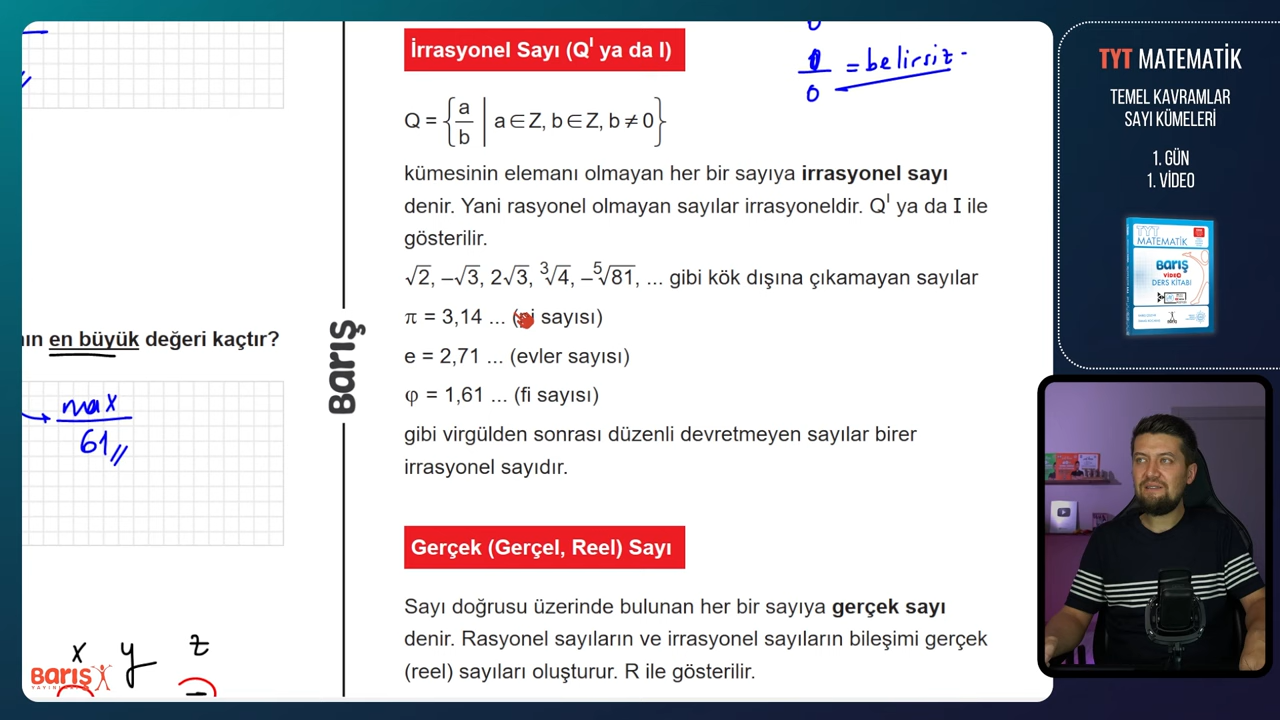 nın en büyük değeri kaçtır?
max
61
x y z
BARIŞ
YAYINLARI
Barış
0
0
= belirsiz
0
İrrasyonel Sayı (Qᴵ ya da I)
Q = { a/b | a ∈ Z, b ∈ Z, b ≠ 0 }
kümesinin elemanı olmayan her bir sayıya irrasyonel sayı
denir. Yani rasyonel olmayan sayılar irrasyoneldir. Qᴵ ya da I ile
gösterilir.
√2, −√3, 2√3, ³√4, −⁵√81, ... gibi kök dışına çıkamayan sayılar
π = 3,14 ... (pi sayısı)
e = 2,71 ... (evler sayısı)
φ = 1,61 ... (fi sayısı)
gibi virgülden sonrası düzenli devretmeyen sayılar birer
irrasyonel sayıdır.
Gerçek (Gerçel, Reel) Sayı
Sayı doğrusu üzerinde bulunan her bir sayıya gerçek sayı
denir. Rasyonel sayıların ve irrasyonel sayıların bileşimi gerçek
(reel) sayıları oluşturur. R ile gösterilir.
TYT MATEMATİK
TEMEL KAVRAMLAR
SAYI KÜMELERİ
1. GÜN
1. VİDEO
TYT
MATEMATİK
BARIŞ
VİDEO
DERS KİTABI